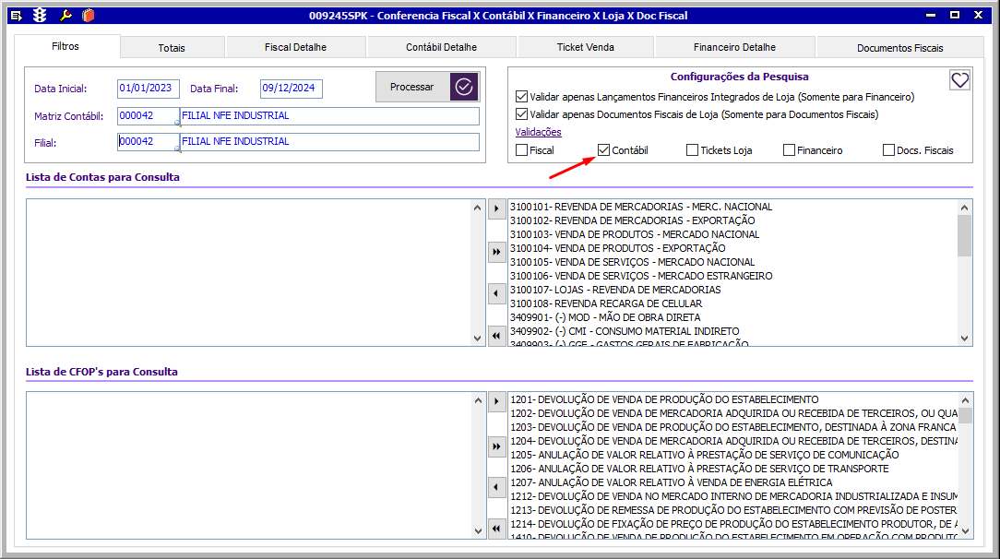 009245SPK - Conferencia Fiscal X Contábil X Financeiro X Loja X Doc Fiscal
Filtros
Totais
Fiscal Detalhe
Contábil Detalhe
Ticket Venda
Financeiro Detalhe
Documentos Fiscais
Data Inicial:
01/01/2023
Data Final:
09/12/2024
Processar
Matriz Contábil:
000042
FILIAL NFE INDUSTRIAL
Filial:
000042
FILIAL NFE INDUSTRIAL
Configurações da Pesquisa
Validar apenas Lançamentos Financeiros Integrados de Loja (Somente para Financeiro)
Validar apenas Documentos Fiscais de Loja (Somente para Documentos Fiscais)
Validações
Fiscal
Contábil
Tickets Loja
Financeiro
Docs. Fiscais
Lista de Contas para Consulta
3100101- REVENDA DE MERCADORIAS - MERC. NACIONAL
3100102- REVENDA DE MERCADORIAS - EXPORTAÇÃO
3100103- VENDA DE PRODUTOS - MERCADO NACIONAL
3100104- VENDA DE PRODUTOS - EXPORTAÇÃO
3100105- VENDA DE SERVIÇOS - MERCADO NACIONAL
3100106- VENDA DE SERVIÇOS - MERCADO ESTRANGEIRO
3100107- LOJAS - REVENDA DE MERCADORIAS
3100108- REVENDA RECARGA DE CELULAR
3409901- (-) MOD - MÃO DE OBRA DIRETA
3409902- (-) CMI - CONSUMO MATERIAL INDIRETO
3409903- (-) GGF - GASTOS GERAIS DE FABRICAÇÃO
Lista de CFOP's para Consulta
1201- DEVOLUÇÃO DE VENDA DE PRODUÇÃO DO ESTABELECIMENTO
1202- DEVOLUÇÃO DE VENDA DE MERCADORIA ADQUIRIDA OU RECEBIDA DE TERCEIROS, OU QUA
1203- DEVOLUÇÃO DE VENDA DE PRODUÇÃO DO ESTABELECIMENTO, DESTINADA À ZONA FRANCA
1204- DEVOLUÇÃO DE VENDA DE MERCADORIA ADQUIRIDA OU RECEBIDA DE TERCEIROS, DESTINA
1205- ANULAÇÃO DE VALOR RELATIVO À PRESTAÇÃO DE SERVIÇO DE COMUNICAÇÃO
1206- ANULAÇÃO DE VALOR RELATIVO À PRESTAÇÃO DE SERVIÇO DE TRANSPORTE
1207- ANULAÇÃO DE VALOR RELATIVO À VENDA DE ENERGIA ELÉTRICA
1212- DEVOLUÇÃO DE VENDA NO MERCADO INTERNO DE MERCADORIA INDUSTRIALIZADA E INSUM
1213- DEVOLUÇÃO DE REMESSA DE PRODUÇÃO DO ESTABELECIMENTO COM PREVISÃO DE POSTER
1214- DEVOLUÇÃO DE FIXAÇÃO DE PREÇO DE PRODUÇÃO DO ESTABELECIMENTO PRODUTOR, DE A
1410- DEVOLUÇÃO DE VENDA DE PRODUÇÃO DO ESTABELECIMENTO EM OPERAÇÃO COM PRODUTO